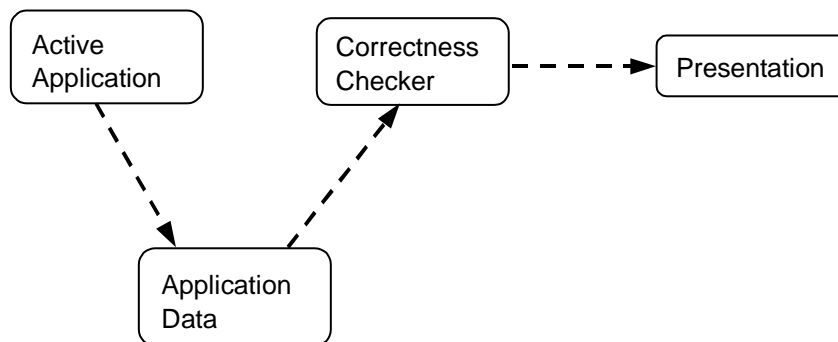 Active
Application
Correctness
Checker
Presentation
Application
Data